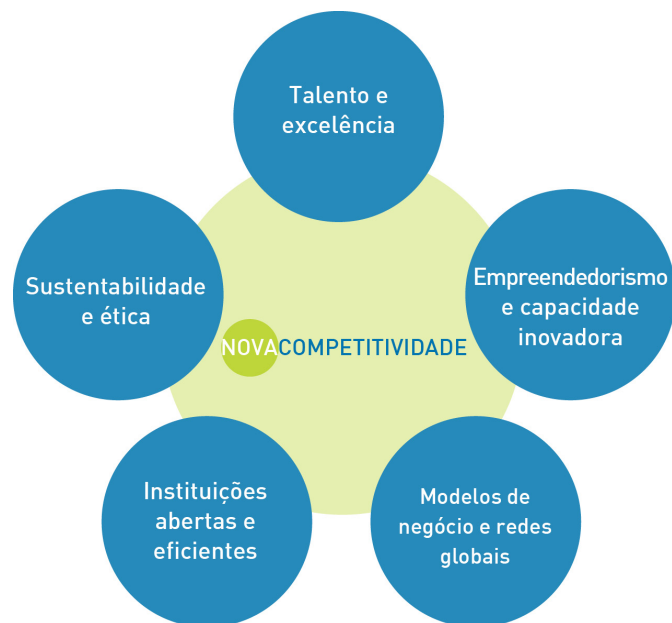 Talento e
excelência
Sustentabilidade
e ética
Empreendedorismo
e capacidade
inovadora
NOVACOMPETITIVIDADE
Instituições
abertas e
eficientes
Modelos de
negócio e redes
globais